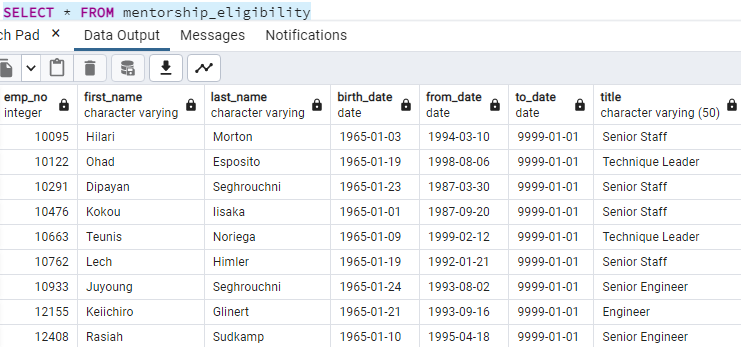 SELECT * FROM mentorship_eligibility
ch Pad × Data Output Messages Notifications
emp_no first_name last_name birth_date from_date to_date title
integer character varying character varying date date date character varying (50)
10095 Hilari Morton 1965-01-03 1994-03-10 9999-01-01 Senior Staff
10122 Ohad Esposito 1965-01-19 1998-08-06 9999-01-01 Technique Leader
10291 Dipayan Seghrouchni 1965-01-23 1987-03-30 9999-01-01 Senior Staff
10476 Kokou Iisaka 1965-01-01 1987-09-20 9999-01-01 Senior Staff
10663 Teunis Noriega 1965-01-09 1999-02-12 9999-01-01 Technique Leader
10762 Lech Himler 1965-01-19 1992-01-21 9999-01-01 Senior Staff
10933 Juyoung Seghrouchni 1965-01-24 1993-08-02 9999-01-01 Senior Engineer
12155 Keiichiro Glinert 1965-01-21 1993-09-16 9999-01-01 Engineer
12408 Rasiah Sudkamp 1965-01-10 1995-04-18 9999-01-01 Senior Engineer